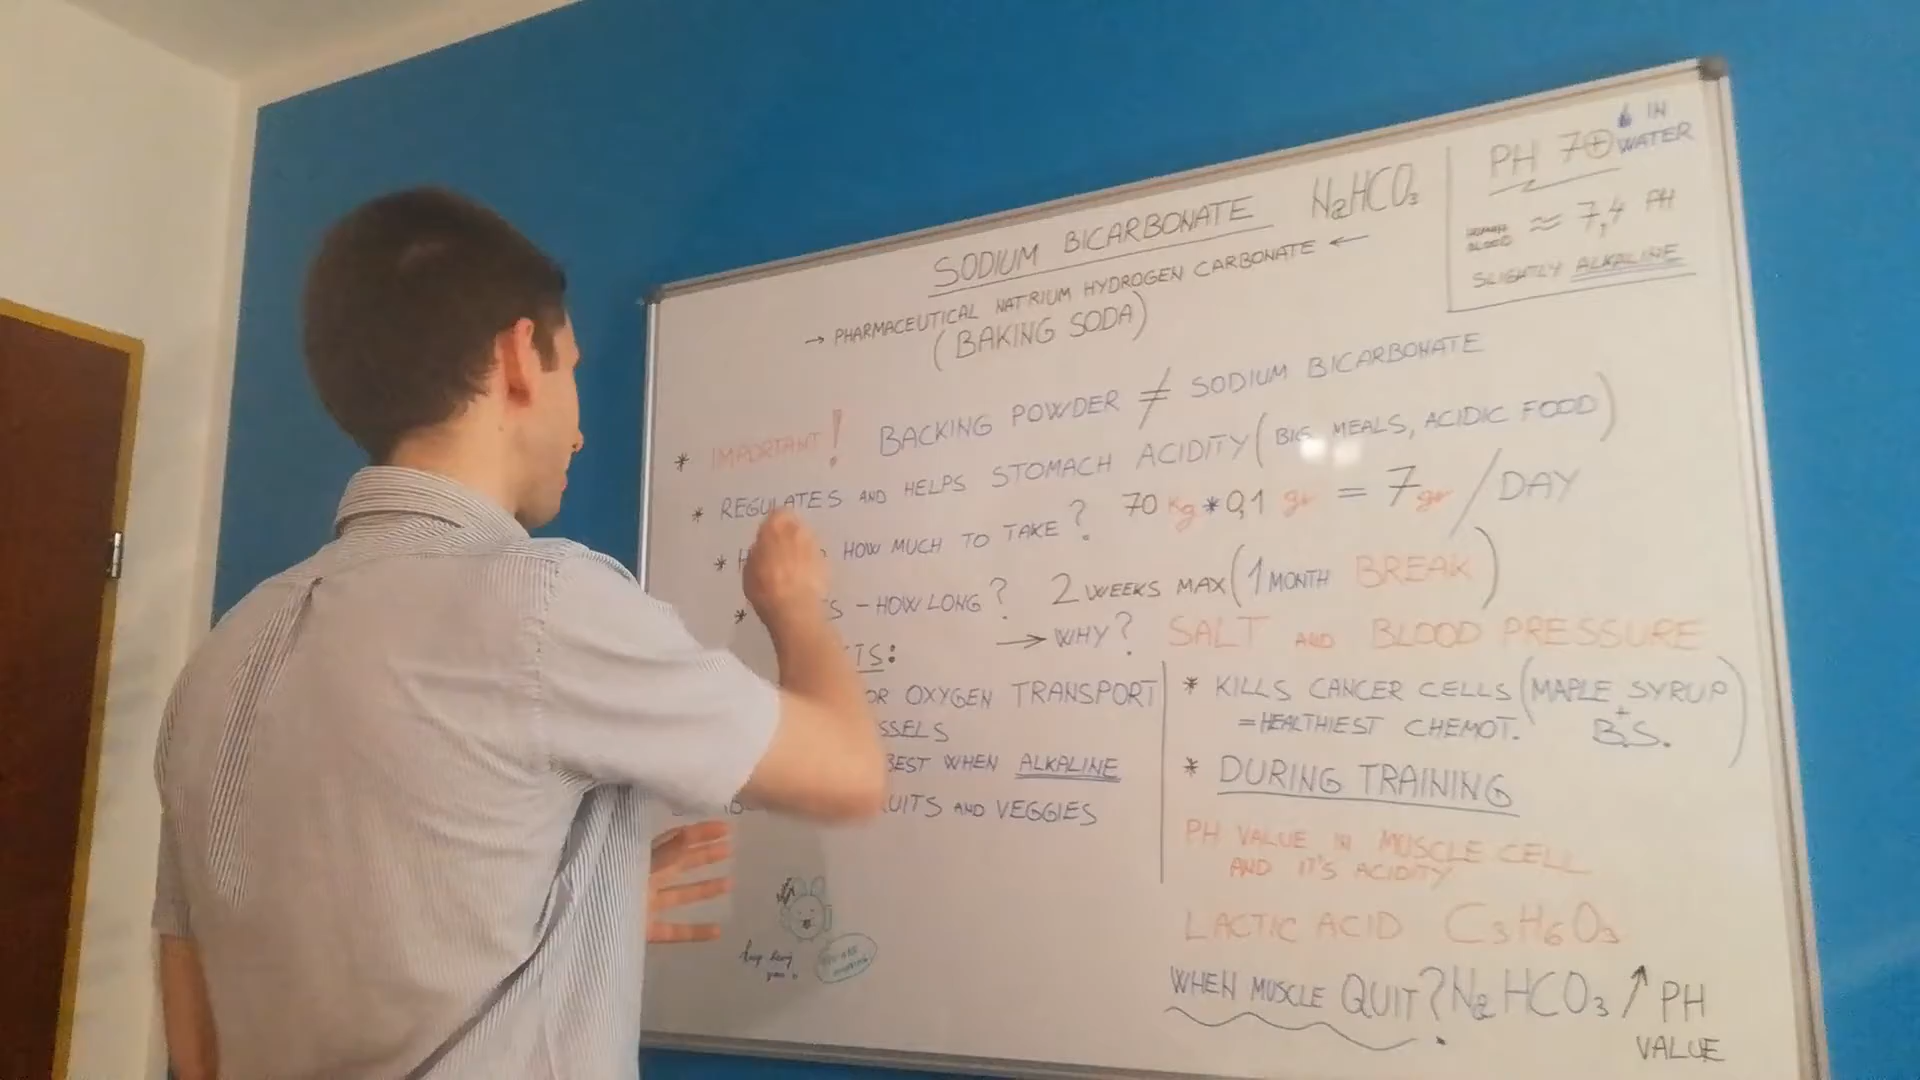 PH 7+ IN
WATER
HUMAN
BLOOD ≈ 7,4 PH
SLIGHTLY ALKALINE
SODIUM BICARBONATE NaHCO₃
→ PHARMACEUTICAL NATRIUM HYDROGEN CARBONATE ←
(BAKING SODA)
* IMPORTANT! BACKING POWDER ≠ SODIUM BICARBONATE
* REGULATES AND HELPS STOMACH ACIDITY (BIG MEALS, ACIDIC FOOD)
* HOW MUCH TO TAKE? 70 Kg * 0,1 gr = 7 gr / DAY
* - HOW LONG? 2 WEEKS MAX (1 MONTH BREAK)
→ WHY? SALT AND BLOOD PRESSURE
TS:
OR OXYGEN TRANSPORT
SSELS
BEST WHEN ALKALINE
UITS AND VEGGIES
* KILLS CANCER CELLS (MAPLE SYRUP + B.S.)
= HEALTHIEST CHEMOT.
* DURING TRAINING
PH VALUE IN MUSCLE CELL
AND IT'S ACIDITY
LACTIC ACID C₃H₆O₃
WHEN MUSCLE QUIT? NaHCO₃ ↑ PH
VALUE